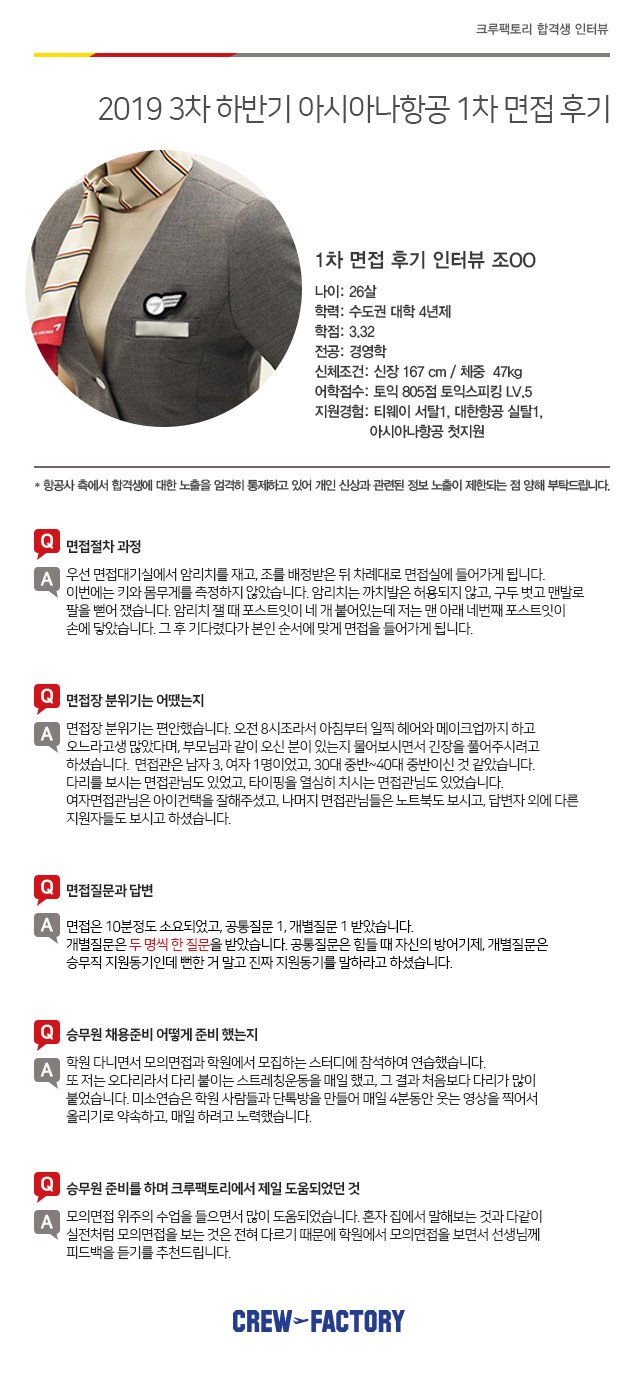 크루팩토리 합격생 인터뷰
2019 3차 하반기 아시아나항공 1차 면접 후기
1차 면접 후기 인터뷰 조OO
나이: 26살
학력: 수도권 대학 4년제
학점: 3.32
전공: 경영학
신체조건: 신장 167 cm / 체중 47kg
어학점수: 토익 805점 토익스피킹 LV.5
지원경험: 티웨이 서탈1, 대한항공 실탈1,
아시아나항공 첫지원
* 항공사 측에서 합격생에 대한 노출을 엄격히 통제하고 있어 개인 신상과 관련된 정보 노출이 제한되는 점 양해 부탁드립니다.
Q 면접절차 과정
A 우선 면접대기실에서 암리치를 재고, 조를 배정받은 뒤 차례대로 면접실에 들어가게 됩니다.
이번에는 키와 몸무게를 측정하지 않았습니다. 암리치는 까치발은 허용되지 않고, 구두 벗고 맨발로
팔을 뻗어 쟀습니다. 암리치 잴 때 포스트잇이 네 개 붙어있는데 저는 맨 아래 네번째 포스트잇이
손에 닿았습니다. 그 후 기다렸다가 본인 순서에 맞게 면접을 들어가게 됩니다.
Q 면접장 분위기는 어땠는지
A 면접장 분위기는 편안했습니다. 오전 8시조라서 아침부터 일찍 헤어와 메이크업까지 하고
오느라고생 많았다며, 부모님과 같이 오신 분이 있는지 물어보시면서 긴장을 풀어주시려고
하셨습니다. 면접관은 남자 3, 여자 1명이었고, 30대 중반~40대 중반이신 것 같았습니다.
다리를 보시는 면접관님도 있었고, 타이핑을 열심히 치시는 면접관님도 있었습니다.
여자면접관님은 아이컨택을 잘해주셨고, 나머지 면접관님들은 노트북도 보시고, 답변자 외에 다른
지원자들도 보시고 하셨습니다.
Q 면접질문과 답변
A 면접은 10분정도 소요되었고, 공통질문 1, 개별질문 1 받았습니다.
개별질문은 두 명씩 한 질문을 받았습니다. 공통질문은 힘들 때 자신의 방어기제, 개별질문은
승무직 지원동기인데 뻔한 거 말고 진짜 지원동기를 말하라고 하셨습니다.
Q 승무원 채용준비 어떻게 준비 했는지
A 학원 다니면서 모의면접과 학원에서 모집하는 스터디에 참석하여 연습했습니다.
또 저는 오다리라서 다리 붙이는 스트레칭운동을 매일 했고, 그 결과 처음보다 다리가 많이
붙었습니다. 미소연습은 학원 사람들과 단톡방을 만들어 매일 4분동안 웃는 영상을 찍어서
올리기로 약속하고, 매일 하려고 노력했습니다.
Q 승무원 준비를 하며 크루팩토리에서 제일 도움되었던 것
A 모의면접 위주의 수업을 들으면서 많이 도움되었습니다. 혼자 집에서 말해보는 것과 다같이
실전처럼 모의면접을 보는 것은 전혀 다르기 때문에 학원에서 모의면접을 보면서 선생님께
피드백을 듣기를 추천드립니다.
CREW FACTORY